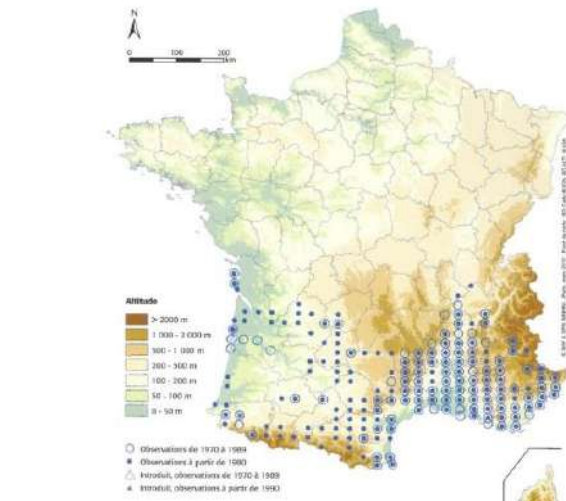 N
0 100 200
km
Altitude
> 2000 m
1 000 - 2 000 m
500 - 1 000 m
200 - 500 m
100 - 200 m
50 - 100 m
0 - 50 m
Observations de 1970 à 1989
Observations à partir de 1990
Introduit, observations de 1970 à 1989
Introduit, observations à partir de 1990